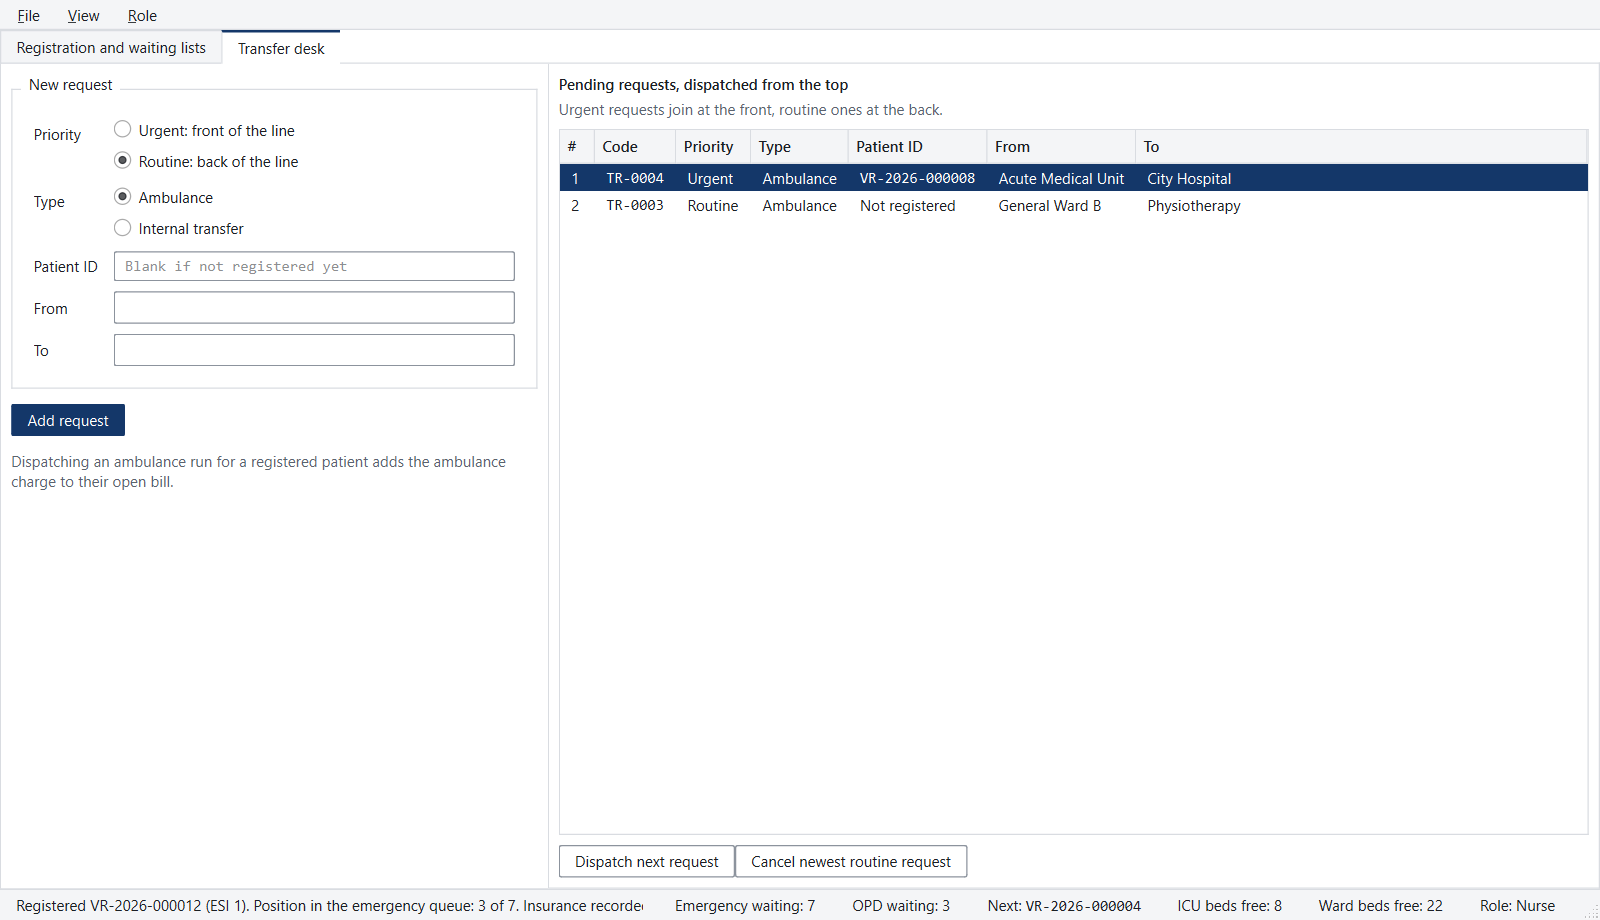 File View Role
Registration and waiting lists Transfer desk
New request
Priority
Urgent: front of the line
Routine: back of the line
Type
Ambulance
Internal transfer
Patient ID Blank if not registered yet
From
To
Add request
Dispatching an ambulance run for a registered patient adds the ambulance
charge to their open bill.
Pending requests, dispatched from the top
Urgent requests join at the front, routine ones at the back.
# Code Priority Type Patient ID From To
1 TR-0004 Urgent Ambulance VR-2026-000008 Acute Medical Unit City Hospital
2 TR-0003 Routine Ambulance Not registered General Ward B Physiotherapy
Dispatch next request Cancel newest routine request
Registered VR-2026-000012 (ESI 1). Position in the emergency queue: 3 of 7. Insurance recorded Emergency waiting: 7 OPD waiting: 3 Next: VR-2026-000004 ICU beds free: 8 Ward beds free: 22 Role: Nurse